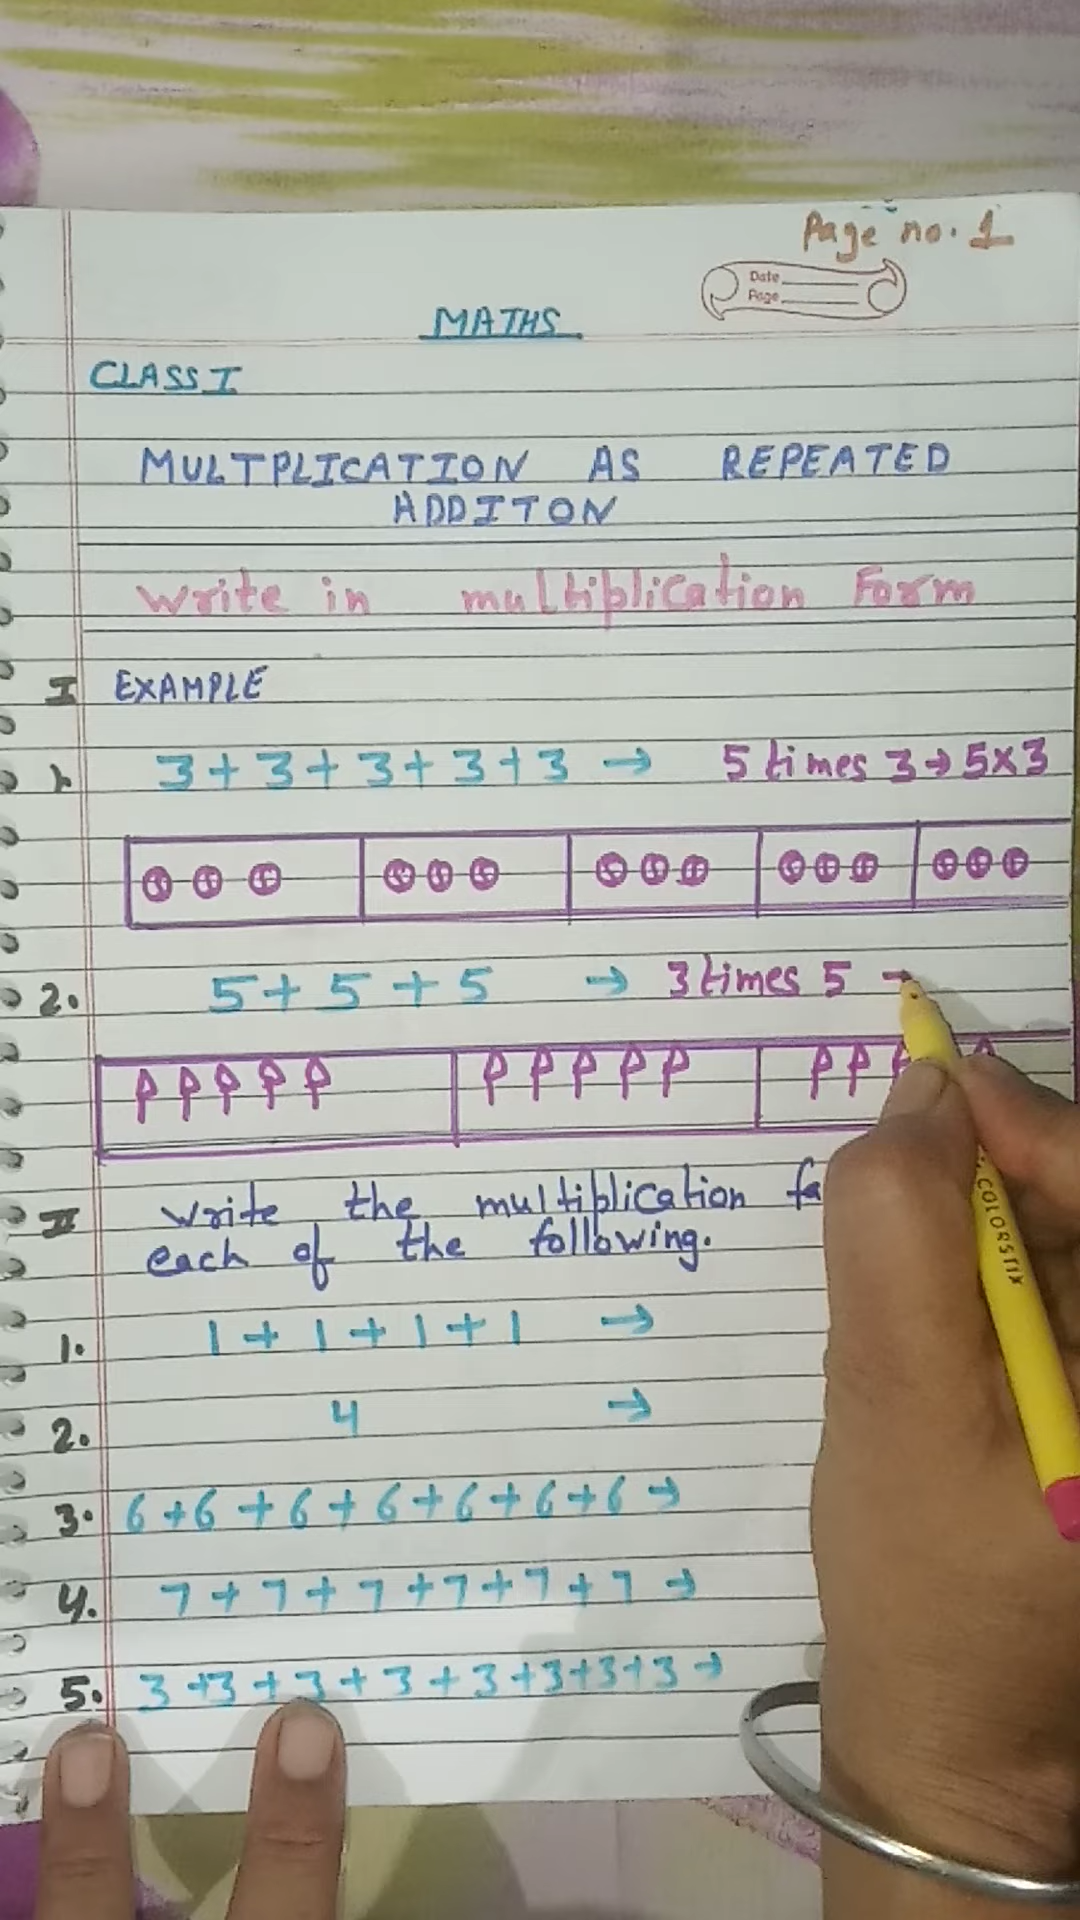 Page no. 1
Date
Page
MATHS
CLASS I
MULTPLICATION AS REPEATED
ADDITON
Write in multiplication Form
I EXAMPLE
1. 3+3+3+3+3 → 5 times 3 → 5x3
2. 5+5+5 → 3 times 5 →
II Write the multiplication
each of the following.
1. 1+1+1+1 →
2. 4 →
3. 6+6+6+6+6+6+6 →
4. 7+7+7+7+7+7 →
5. 3+3+3+3+3+3+3+3 →
COLORSTIX